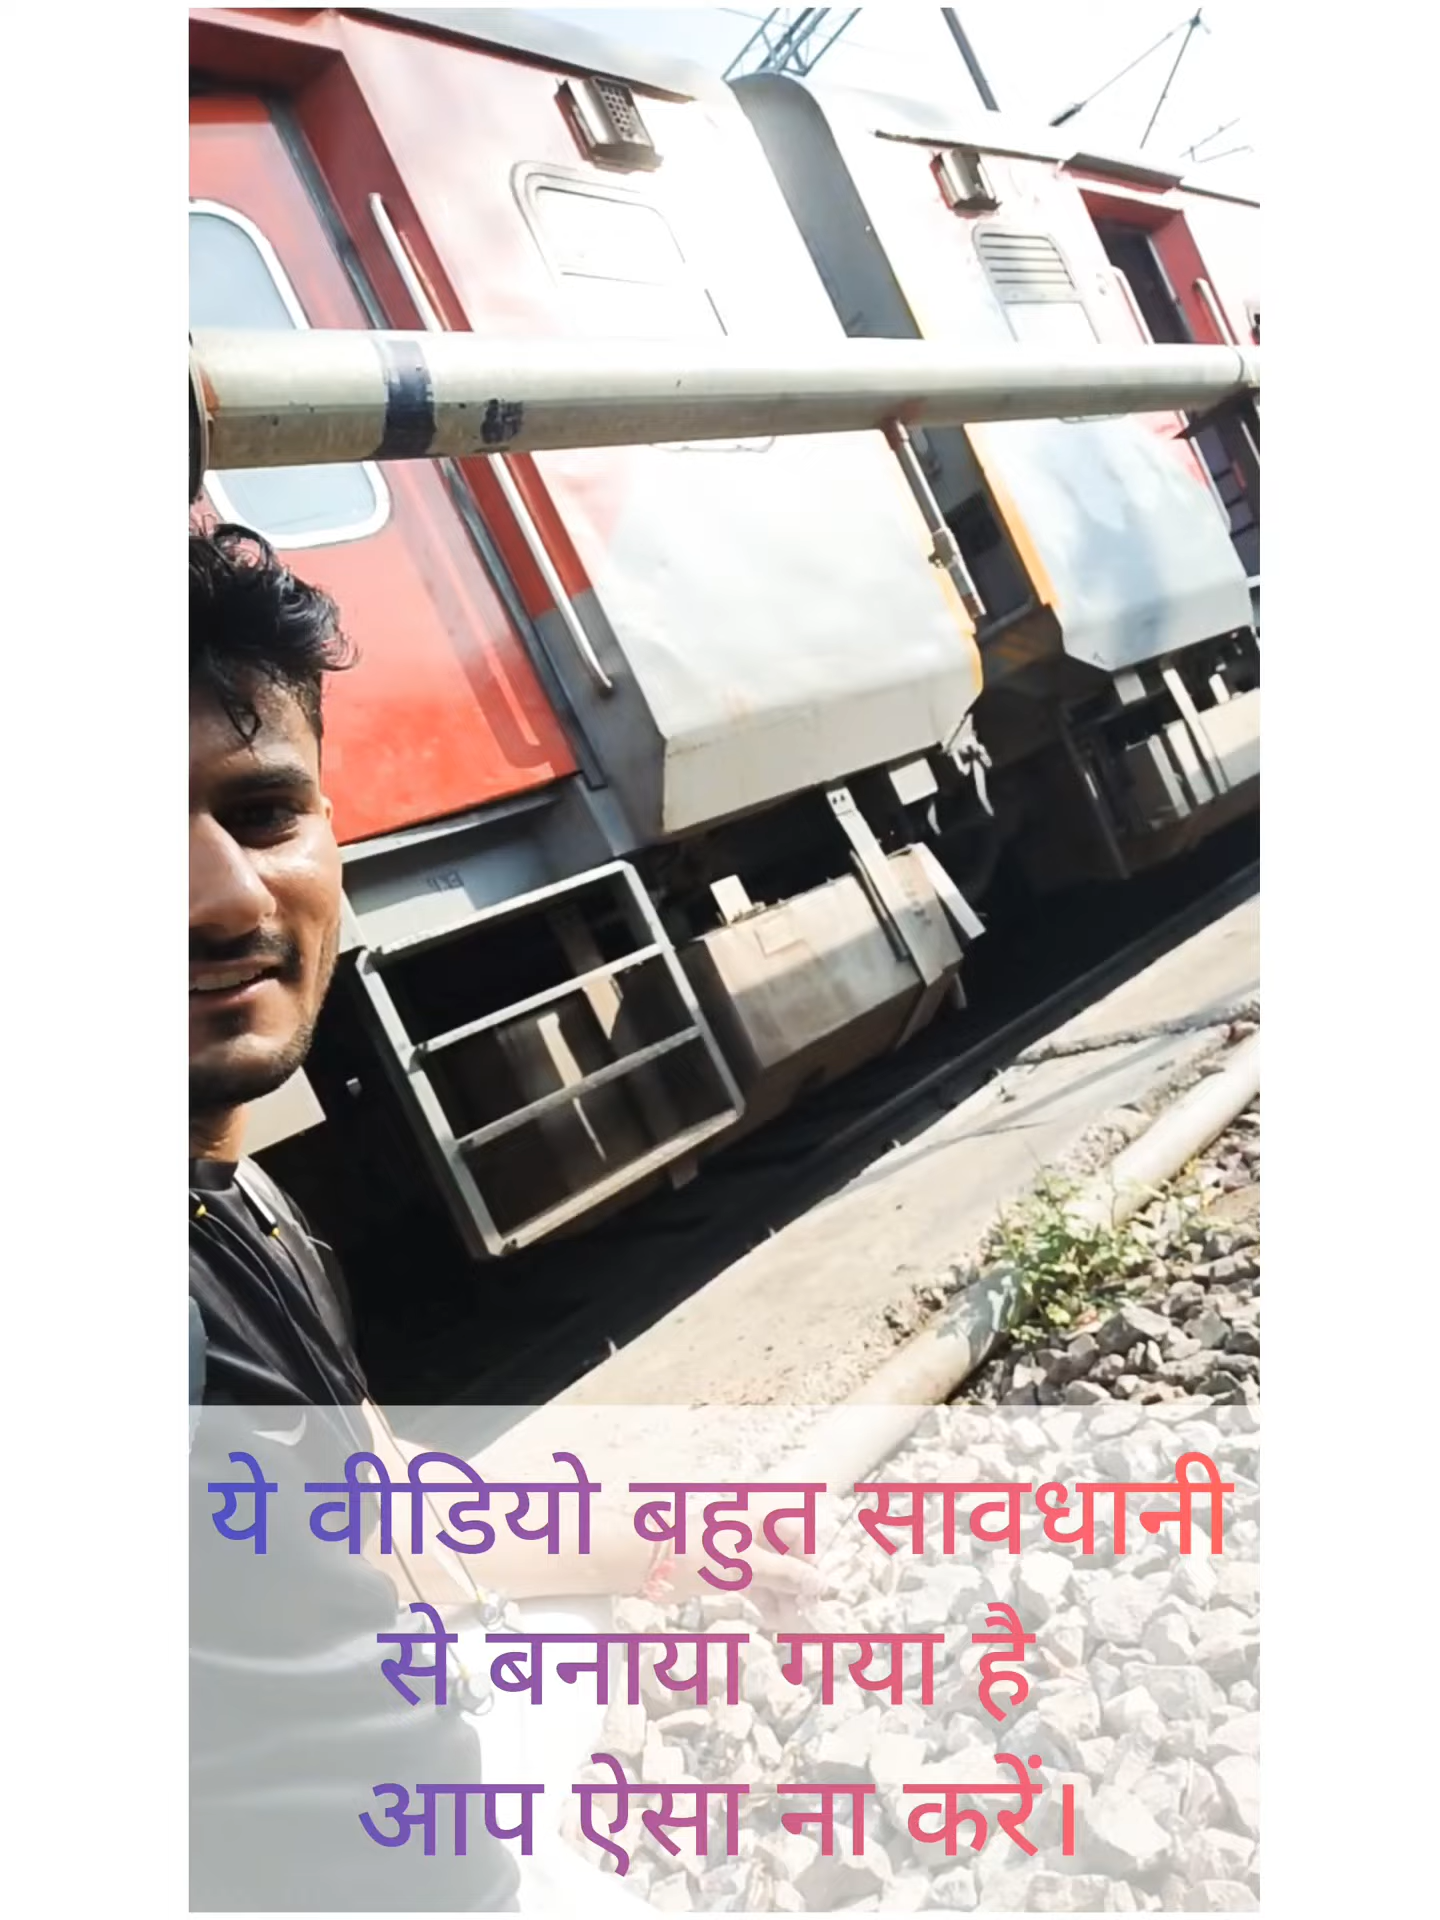 ये वीडियो बहुत सावधानी
से बनाया गया है
आप ऐसा ना करें।